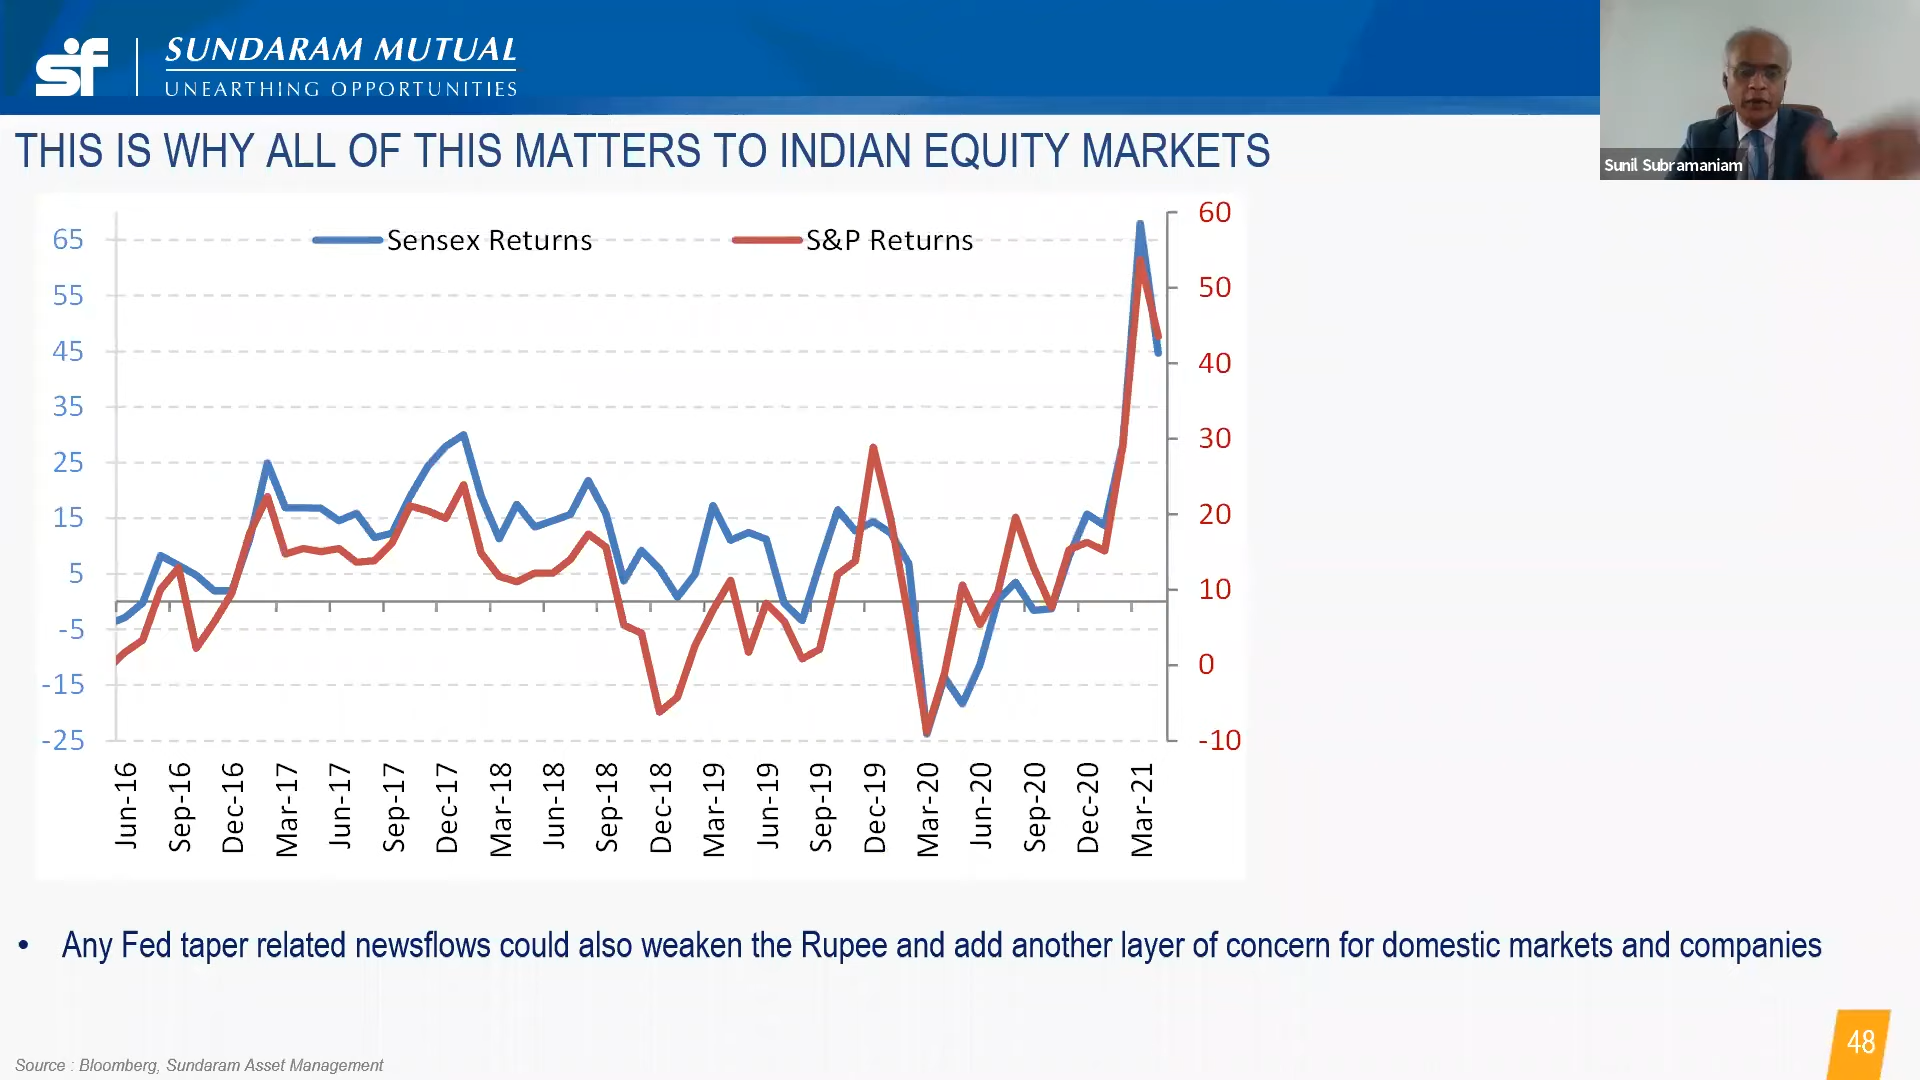 sf
SUNDARAM MUTUAL
UNEARTHING OPPORTUNITIES
Sunil Subramaniam
THIS IS WHY ALL OF THIS MATTERS TO INDIAN EQUITY MARKETS
Sensex Returns
S&P Returns
65
55
45
35
25
15
5
-5
-15
-25
60
50
40
30
20
10
0
-10
Jun-16
Sep-16
Dec-16
Mar-17
Jun-17
Sep-17
Dec-17
Mar-18
Jun-18
Sep-18
Dec-18
Mar-19
Jun-19
Sep-19
Dec-19
Mar-20
Jun-20
Sep-20
Dec-20
Mar-21
• Any Fed taper related newsflows could also weaken the Rupee and add another layer of concern for domestic markets and companies
48
Source : Bloomberg, Sundaram Asset Management